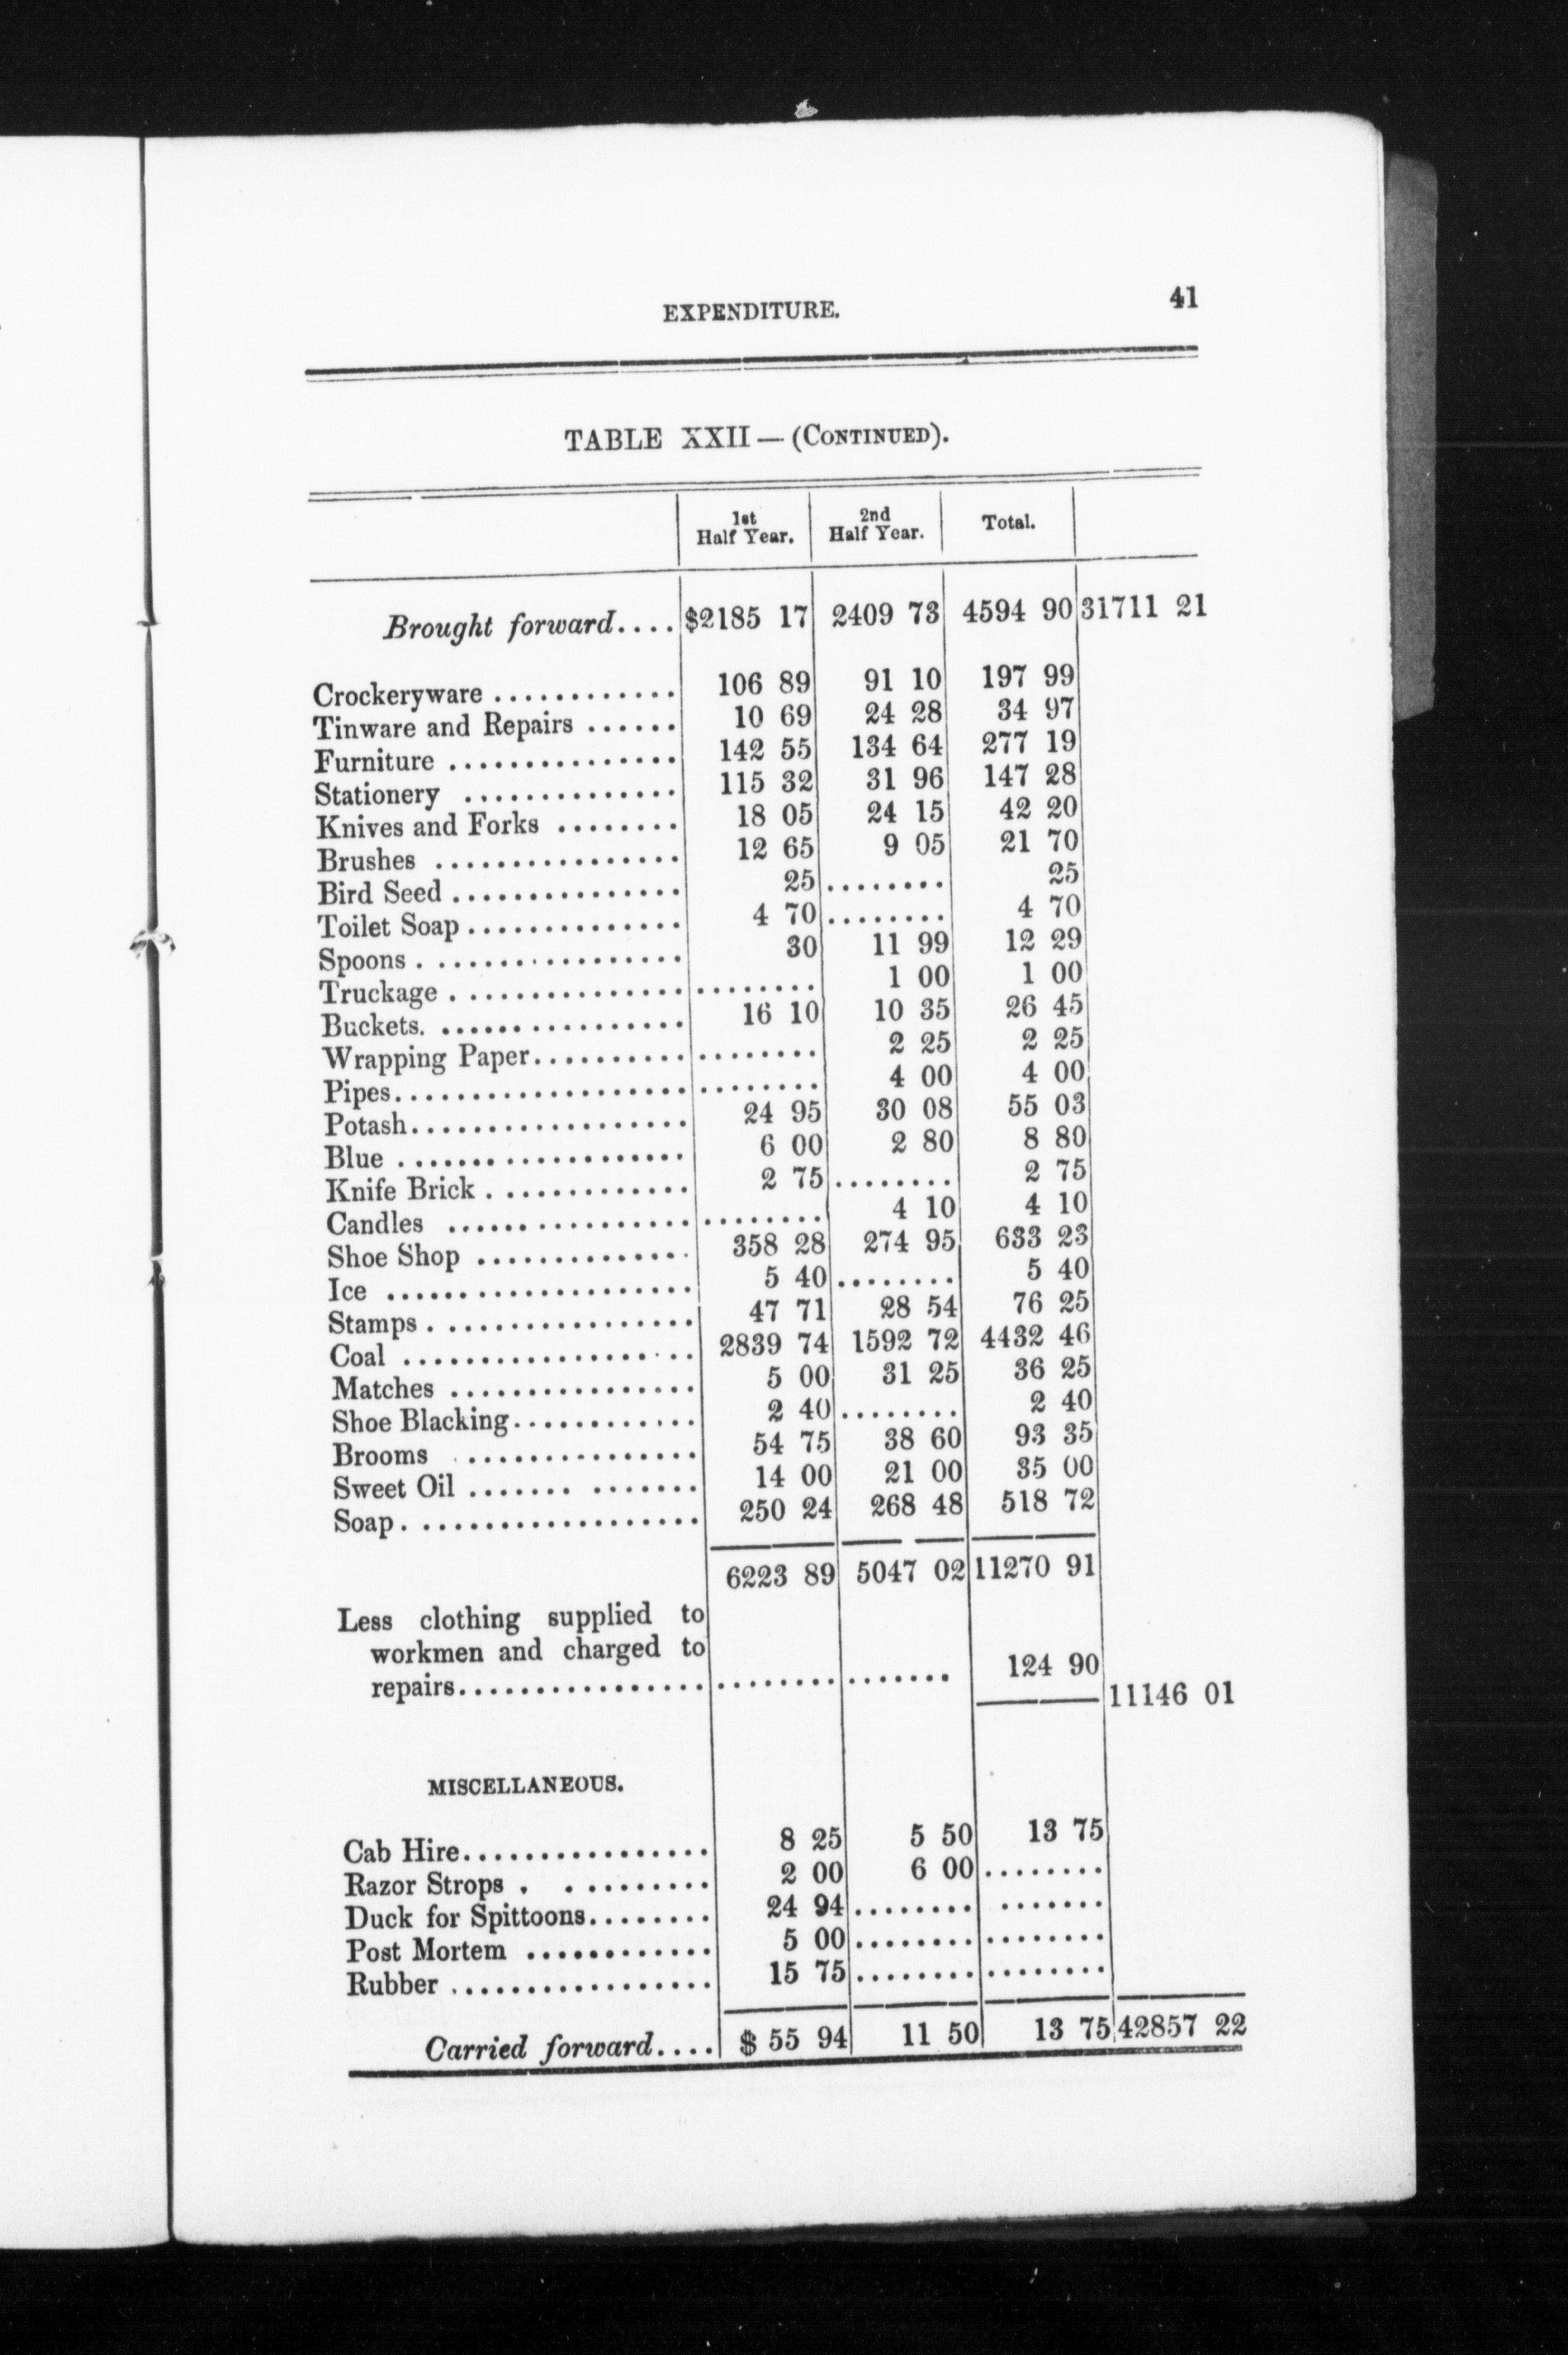 EXPENDITURE. 41
TABLE XXII — (CONTINUED).
1st Half Year. 2nd Half Year. Total.
Brought forward.... $2185 17 2409 73 4594 90 31711 21
Crockeryware ............ 106 89 91 10 197 99
Tinware and Repairs ...... 10 69 24 28 34 97
Furniture ............... 142 55 134 64 277 19
Stationery .............. 115 32 31 96 147 28
Knives and Forks ........ 18 05 24 15 42 20
Brushes ................ 12 65 9 05 21 70
Bird Seed ............... 25 ........ 25
Toilet Soap .............. 4 70 ........ 4 70
Spoons ................. 30 11 99 12 29
Truckage ............... ........ 1 00 1 00
Buckets. ................ 16 10 10 35 26 45
Wrapping Paper.......... ........ 2 25 2 25
Pipes................... ........ 4 00 4 00
Potash.................. 24 95 30 08 55 03
Blue ................... 6 00 2 80 8 80
Knife Brick ............. 2 75 ........ 2 75
Candles ................ ........ 4 10 4 10
Shoe Shop .............. 358 28 274 95 633 23
Ice .................... 5 40 ........ 5 40
Stamps ................. 47 71 28 54 76 25
Coal ................... 2839 74 1592 72 4432 46
Matches ................ 5 00 31 25 36 25
Shoe Blacking............ 2 40 ........ 2 40
Brooms ................ 54 75 38 60 93 35
Sweet Oil ....... ....... 14 00 21 00 35 00
Soap ................... 250 24 268 48 518 72
6223 89 5047 02 11270 91
Less clothing supplied to
workmen and charged to
repairs................ ........ ....... 124 90
11146 01
MISCELLANEOUS.
Cab Hire................ 8 25 5 50 13 75
Razor Strops . ......... 2 00 6 00 ........
Duck for Spittoons........ 24 94 ........ .......
Post Mortem ............ 5 00 ........ ........
Rubber ................. 15 75 ........ ........
Carried forward.... $ 55 94 11 50 13 75 42857 22